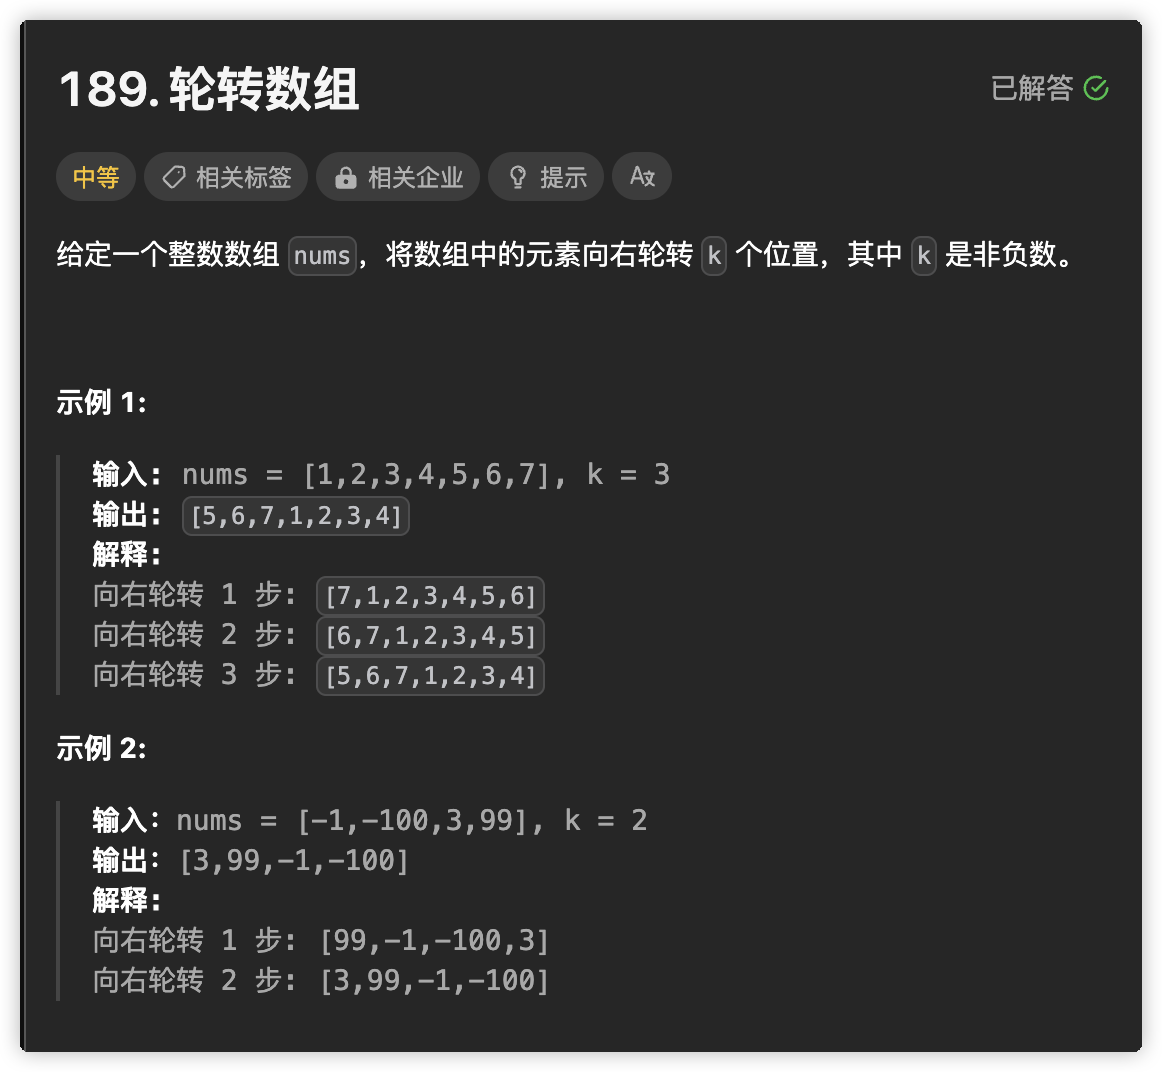 189. 轮转数组
已解答
中等 相关标签 相关企业 提示 A文
给定一个整数数组 nums，将数组中的元素向右轮转 k 个位置，其中 k 是非负数。
示例 1:
输入: nums = [1,2,3,4,5,6,7], k = 3
输出: [5,6,7,1,2,3,4]
解释:
向右轮转 1 步: [7,1,2,3,4,5,6]
向右轮转 2 步: [6,7,1,2,3,4,5]
向右轮转 3 步: [5,6,7,1,2,3,4]
示例 2:
输入：nums = [-1,-100,3,99], k = 2
输出：[3,99,-1,-100]
解释:
向右轮转 1 步: [99,-1,-100,3]
向右轮转 2 步: [3,99,-1,-100]